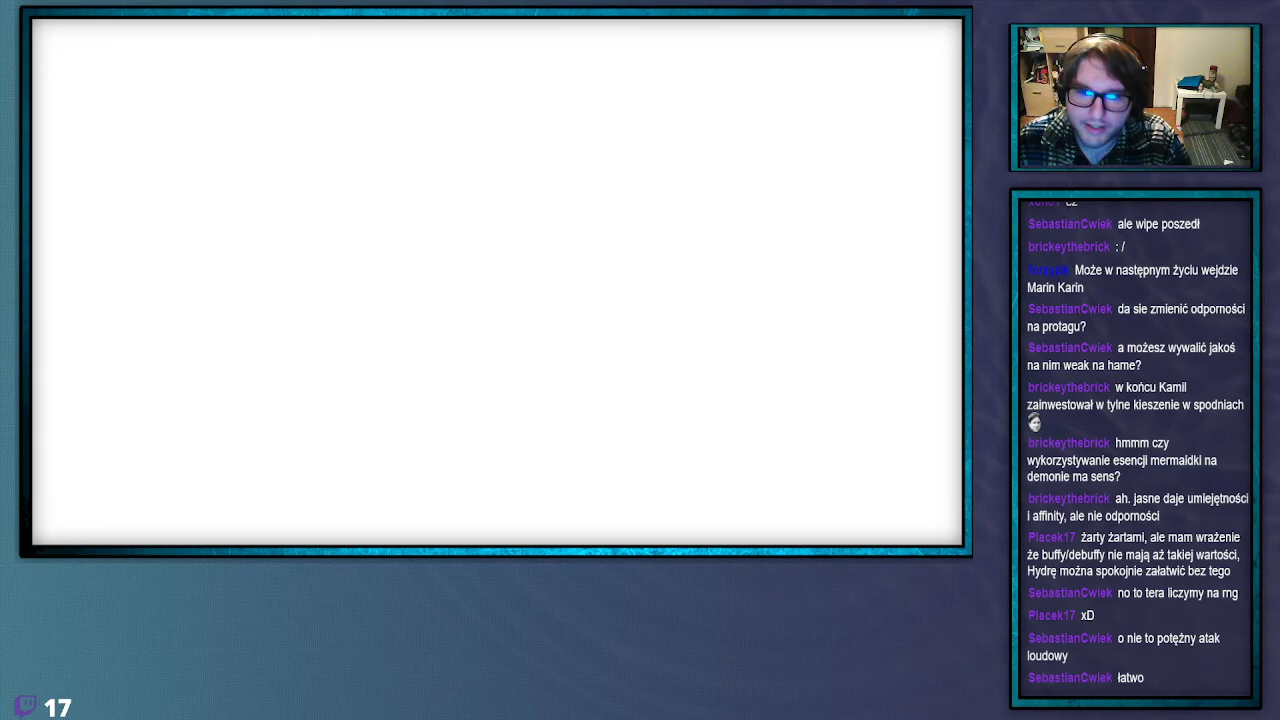 SebastianCwiek ale wipe poszedł
brickeythebrick : /
Może w następnym życiu wejdzie
Marin Karin
SebastianCwiek da sie zmienić odporności
na protagu?
SebastianCwiek a możesz wywalić jakoś
na nim weak na hame?
brickeythebrick w końcu Kamil
zainwestował w tylne kieszenie w spodniach
brickeythebrick hmmm czy
wykorzystywanie esencji mermaidki na
demonie ma sens?
brickeythebrick ah. jasne daje umiejętności
i affinity, ale nie odporności
Placek17 żarty żartami, ale mam wrażenie
że buffy/debuffy nie mają aż takiej wartości,
Hydrę można spokojnie załatwić bez tego
SebastianCwiek no to tera liczymy na rng
Placek17 xD
SebastianCwiek o nie to potężny atak
loudowy
SebastianCwiek łatwo
17